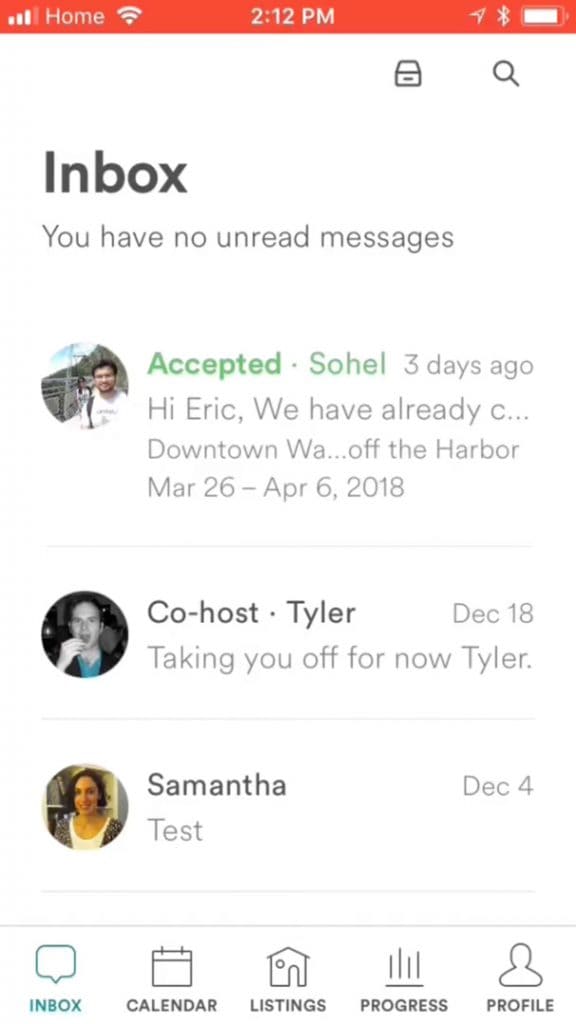 Home 2:12 PM
Inbox
You have no unread messages
Accepted · Sohel 3 days ago
Hi Eric, We have already c...
Downtown Wa...off the Harbor
Mar 26 – Apr 6, 2018
Co-host · Tyler Dec 18
Taking you off for now Tyler.
Samantha Dec 4
Test
INBOX CALENDAR LISTINGS PROGRESS PROFILE